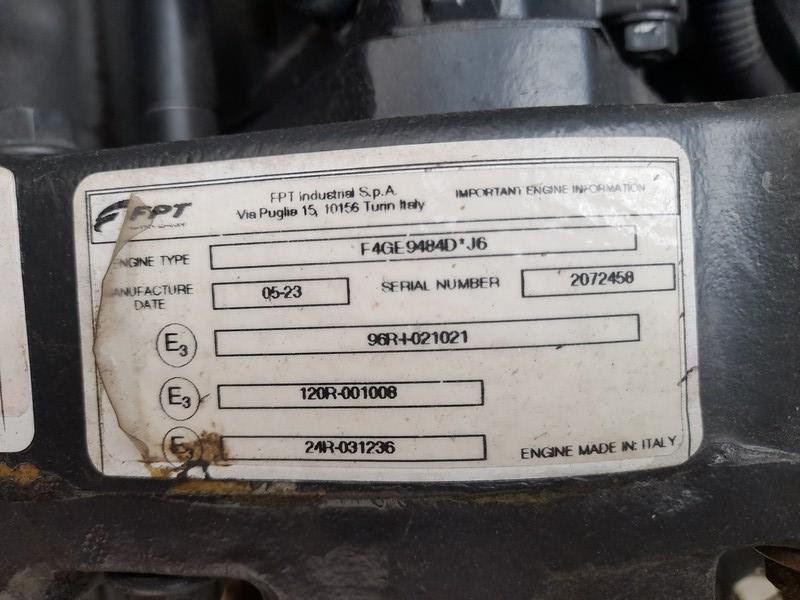 FPT
FPT Industrial S.p.A.
Via Puglia 15, 10156 Turin Italy
IMPORTANT ENGINE INFORMATION
ENGINE TYPE
F4GE9484D*J6
MANUFACTURE
DATE
05-23
SERIAL NUMBER
2072458
E3
96R-I-021021
E3
120R-001008
E3
24R-031236
ENGINE MADE IN: ITALY